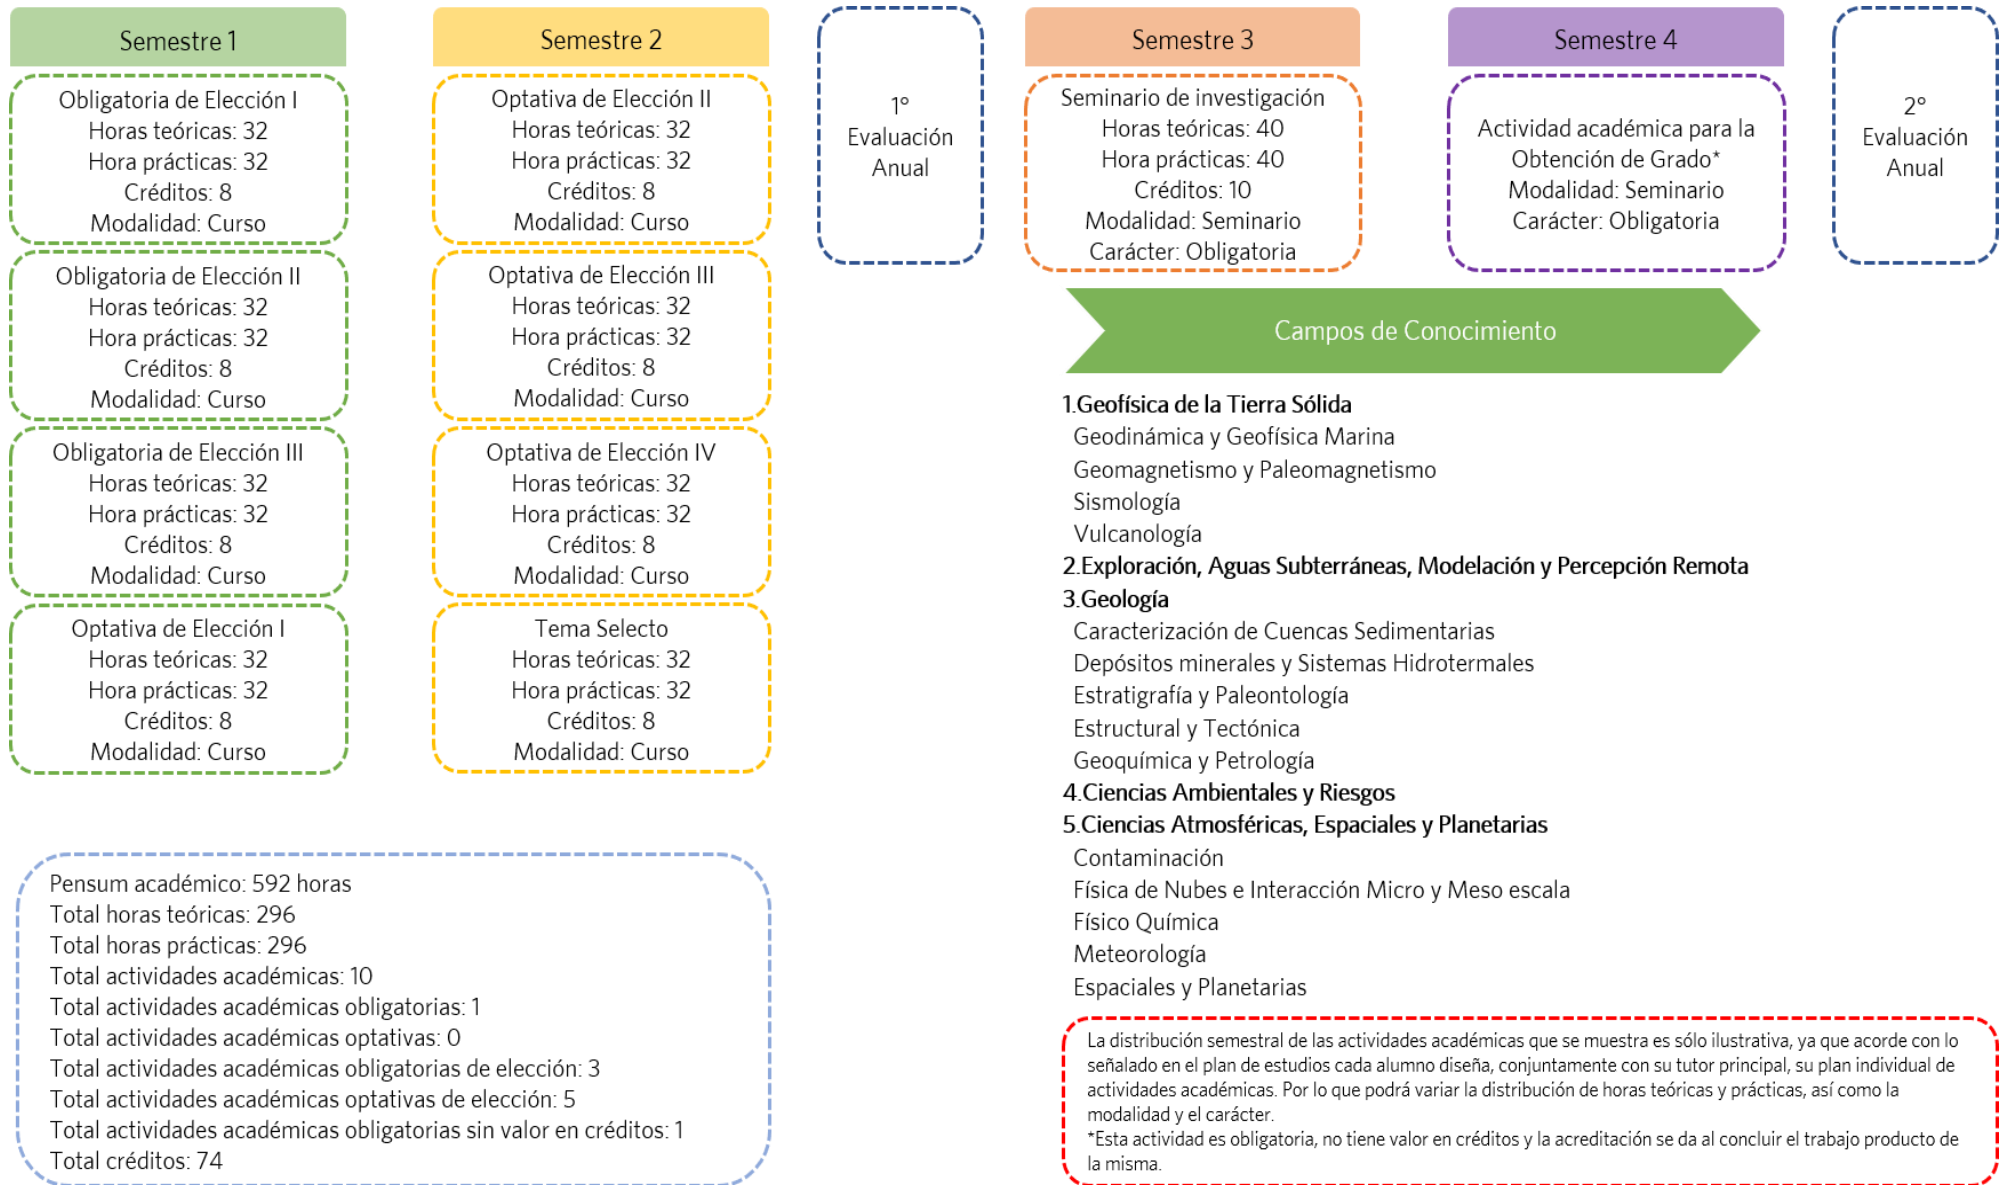 Semestre 1
Obligatoria de Elección I
Horas teóricas: 32
Hora prácticas: 32
Créditos: 8
Modalidad: Curso
Obligatoria de Elección II
Horas teóricas: 32
Hora prácticas: 32
Créditos: 8
Modalidad: Curso
Obligatoria de Elección III
Horas teóricas: 32
Hora prácticas: 32
Créditos: 8
Modalidad: Curso
Optativa de Elección I
Horas teóricas: 32
Hora prácticas: 32
Créditos: 8
Modalidad: Curso
Semestre 2
Optativa de Elección II
Horas teóricas: 32
Hora prácticas: 32
Créditos: 8
Modalidad: Curso
Optativa de Elección III
Horas teóricas: 32
Hora prácticas: 32
Créditos: 8
Modalidad: Curso
Optativa de Elección IV
Horas teóricas: 32
Hora prácticas: 32
Créditos: 8
Modalidad: Curso
Tema Selecto
Horas teóricas: 32
Hora prácticas: 32
Créditos: 8
Modalidad: Curso
1°
Evaluación
Anual
Semestre 3
Seminario de investigación
Horas teóricas: 40
Hora prácticas: 40
Créditos: 10
Modalidad: Seminario
Carácter: Obligatoria
Semestre 4
Actividad académica para la
Obtención de Grado*
Modalidad: Seminario
Carácter: Obligatoria
2°
Evaluación
Anual
Campos de Conocimiento
1.Geofísica de la Tierra Sólida
Geodinámica y Geofísica Marina
Geomagnetismo y Paleomagnetismo
Sismología
Vulcanología
2.Exploración, Aguas Subterráneas, Modelación y Percepción Remota
3.Geología
Caracterización de Cuencas Sedimentarias
Depósitos minerales y Sistemas Hidrotermales
Estratigrafía y Paleontología
Estructural y Tectónica
Geoquímica y Petrología
4.Ciencias Ambientales y Riesgos
5.Ciencias Atmosféricas, Espaciales y Planetarias
Contaminación
Física de Nubes e Interacción Micro y Meso escala
Físico Química
Meteorología
Espaciales y Planetarias
Pensum académico: 592 horas
Total horas teóricas: 296
Total horas prácticas: 296
Total actividades académicas: 10
Total actividades académicas obligatorias: 1
Total actividades académicas optativas: 0
Total actividades académicas obligatorias de elección: 3
Total actividades académicas optativas de elección: 5
Total actividades académicas obligatorias sin valor en créditos: 1
Total créditos: 74
La distribución semestral de las actividades académicas que se muestra es sólo ilustrativa, ya que acorde con lo
señalado en el plan de estudios cada alumno diseña, conjuntamente con su tutor principal, su plan individual de
actividades académicas. Por lo que podrá variar la distribución de horas teóricas y prácticas, así como la
modalidad y el carácter.
*Esta actividad es obligatoria, no tiene valor en créditos y la acreditación se da al concluir el trabajo producto de
la misma.